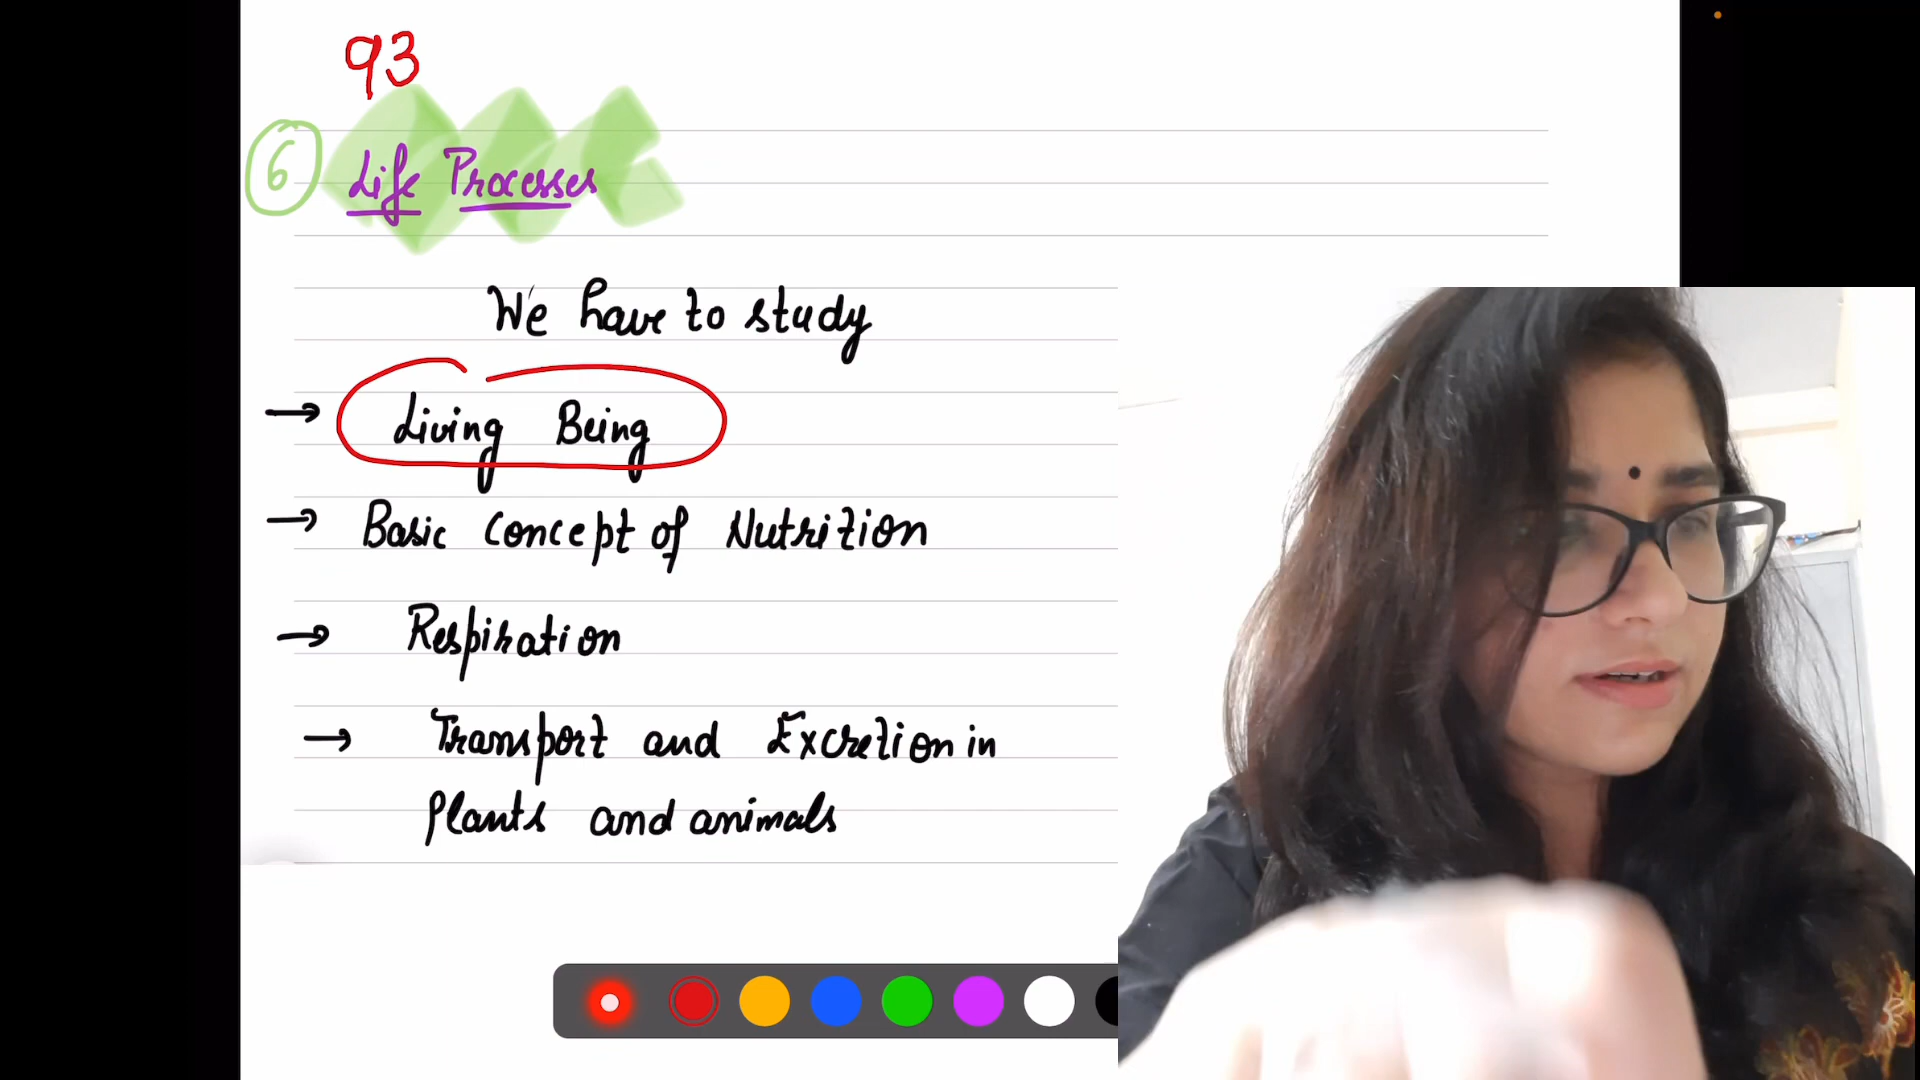 93
6 Life Processes
We have to study
→ Living Being
→ Basic concept of Nutrition
→ Respiration
→ Transport and Excretion in
Plants and animals